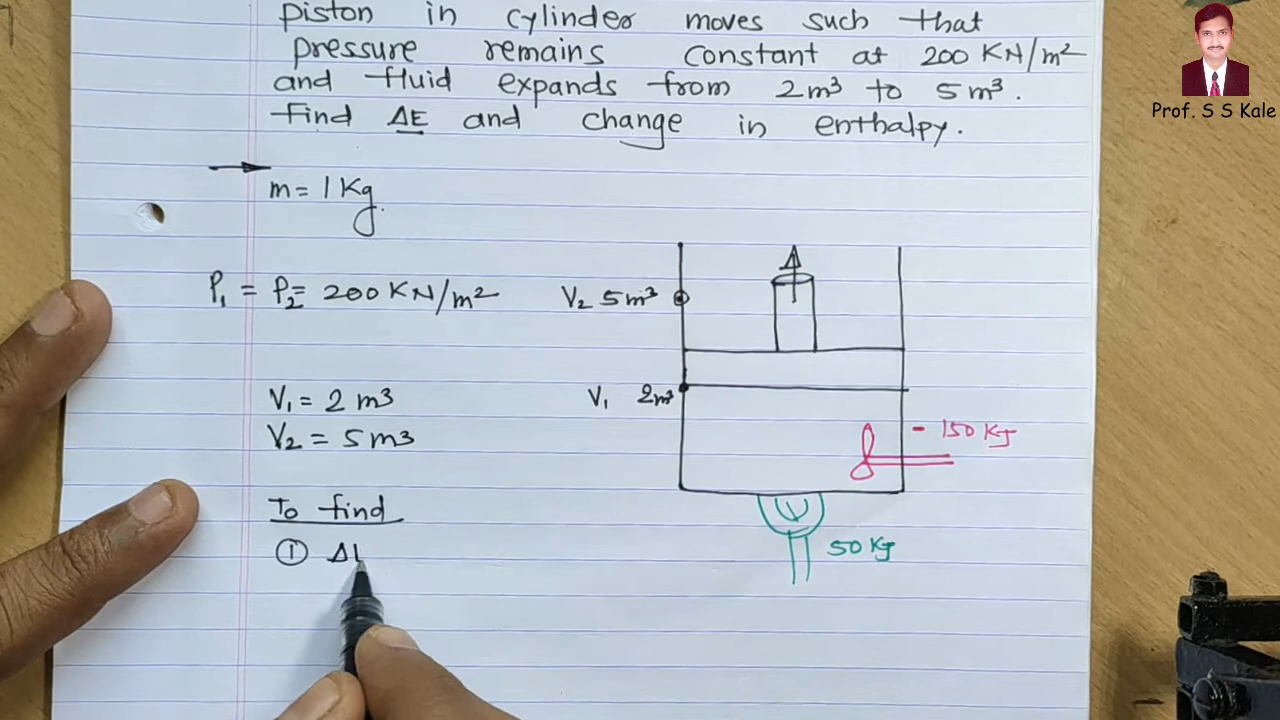 piston in cylinder moves such that
pressure remains constant at 200 KN/m²
and fluid expands from 2m³ to 5m³.
find ΔE and change in enthalpy.
Prof. S S Kale
m = 1 Kg.
P₁ = P₂ = 200 KN/m²
V₂ 5m³
V₁ = 2 m³
V₁ 2m³
V₂ = 5 m³
- 150 KJ
To find
① Δ
50 KJ